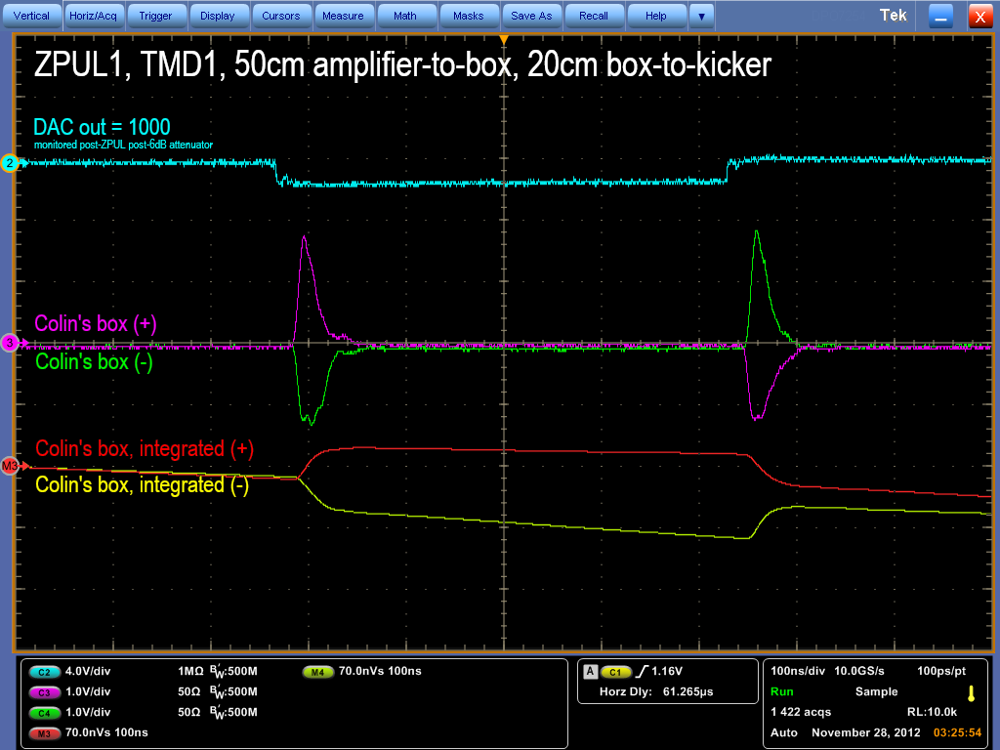 Vertical Horiz/Acq Trigger Display Cursors Measure Math Masks Save As Recall Help Tek X
ZPUL1, TMD1, 50cm amplifier-to-box, 20cm box-to-kicker
DAC out = 1000
monitored post-ZPUL post-6dB attenuator
2
Colin's box (+)
3
Colin's box (-)
Colin's box, integrated (+)
M3
Colin's box, integrated (-)
C2 4.0V/div 1MΩ BW:500M M4 70.0nVs 100ns
C3 1.0V/div 50Ω BW:500M
C4 1.0V/div 50Ω BW:500M
M3 70.0nVs 100ns
A C1 1.16V
Horz Dly: 61.265µs
100ns/div 10.0GS/s 100ps/pt
Run Sample
1 422 acqs RL:10.0k
Auto November 28, 2012 03:25:54